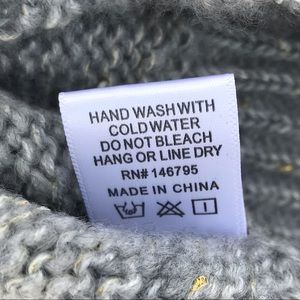 HAND WASH WITH
COLD WATER
DO NOT BLEACH
HANG OR LINE DRY
RN# 146795
MADE IN CHINA